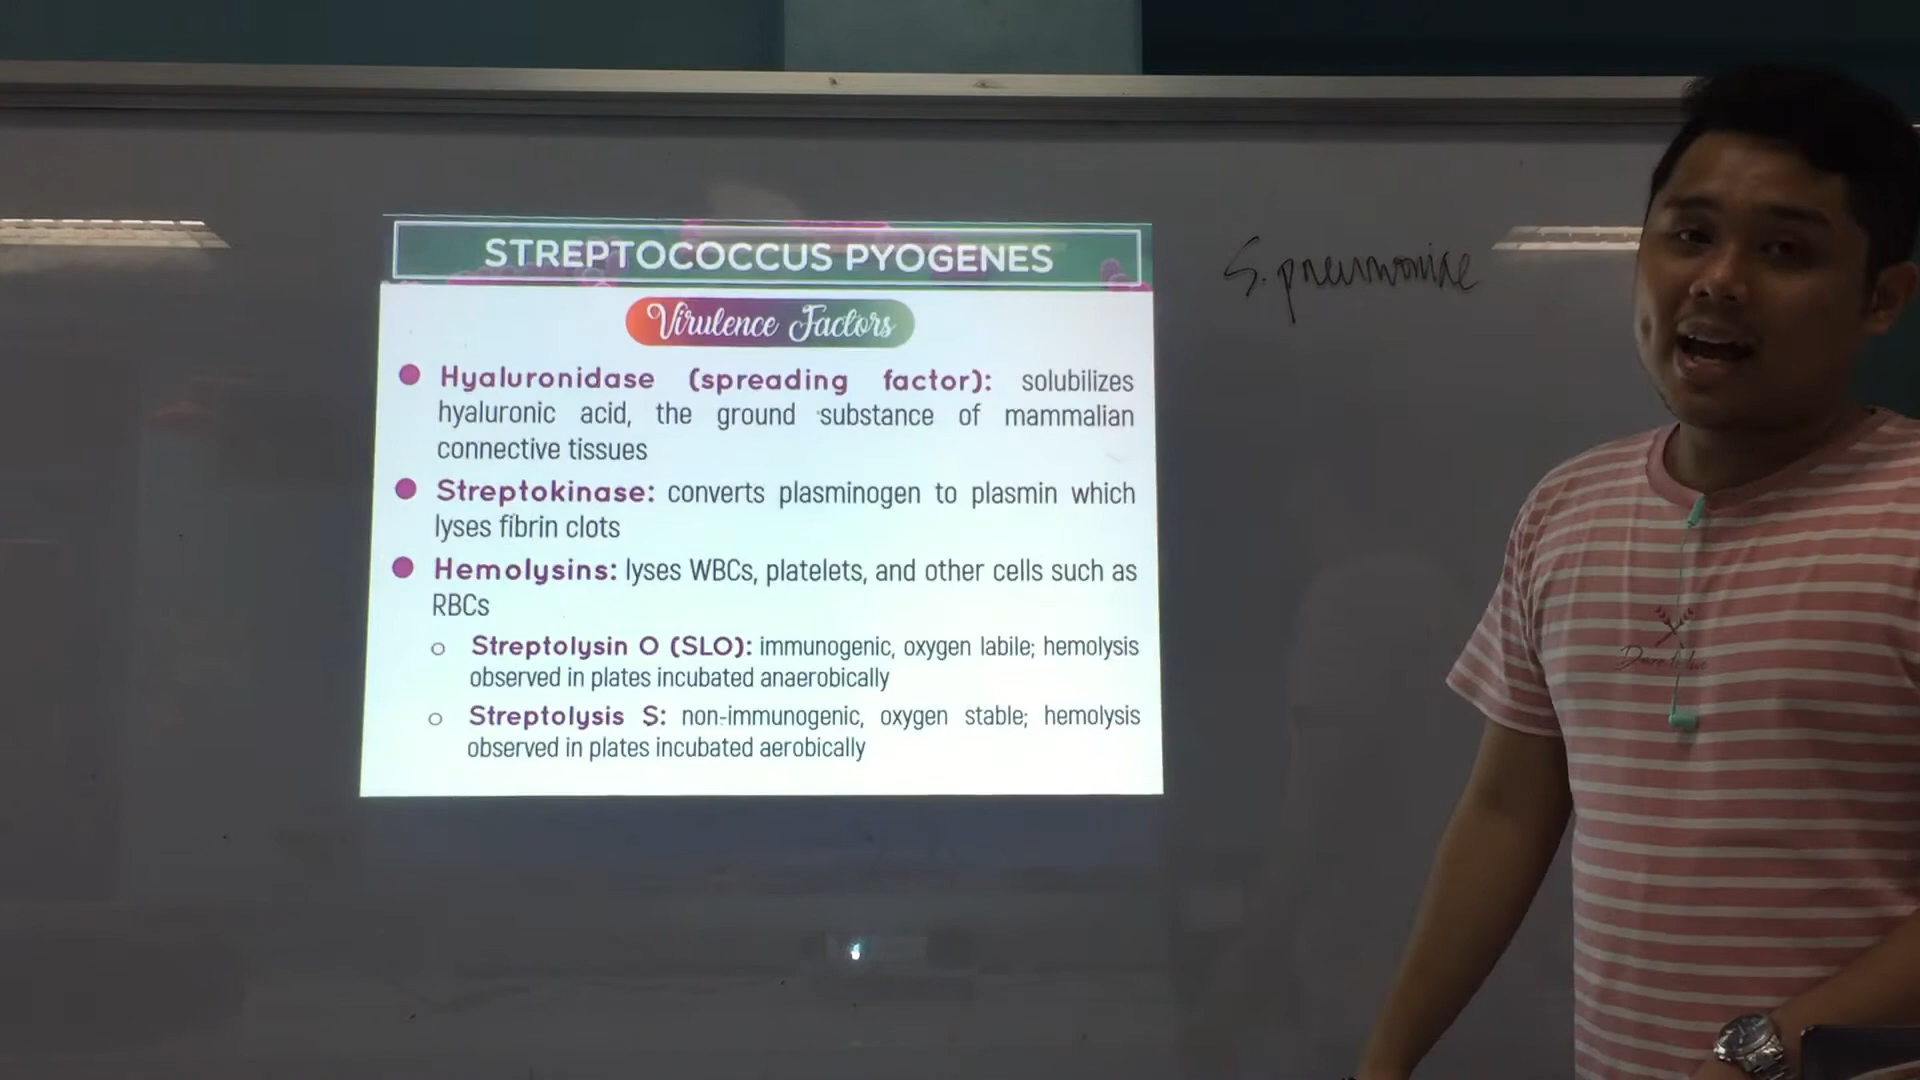 STREPTOCOCCUS PYOGENES
Virulence Factors
Hyaluronidase (spreading factor): solubilizes
hyaluronic acid, the ground substance of mammalian
connective tissues
Streptokinase: converts plasminogen to plasmin which
lyses fibrin clots
Hemolysins: lyses WBCs, platelets, and other cells such as
RBCs
Streptolysin O (SLO): immunogenic, oxygen labile; hemolysis
observed in plates incubated anaerobically
Streptolysis S: non-immunogenic, oxygen stable; hemolysis
observed in plates incubated aerobically
S. pneumoniae
Dare to live